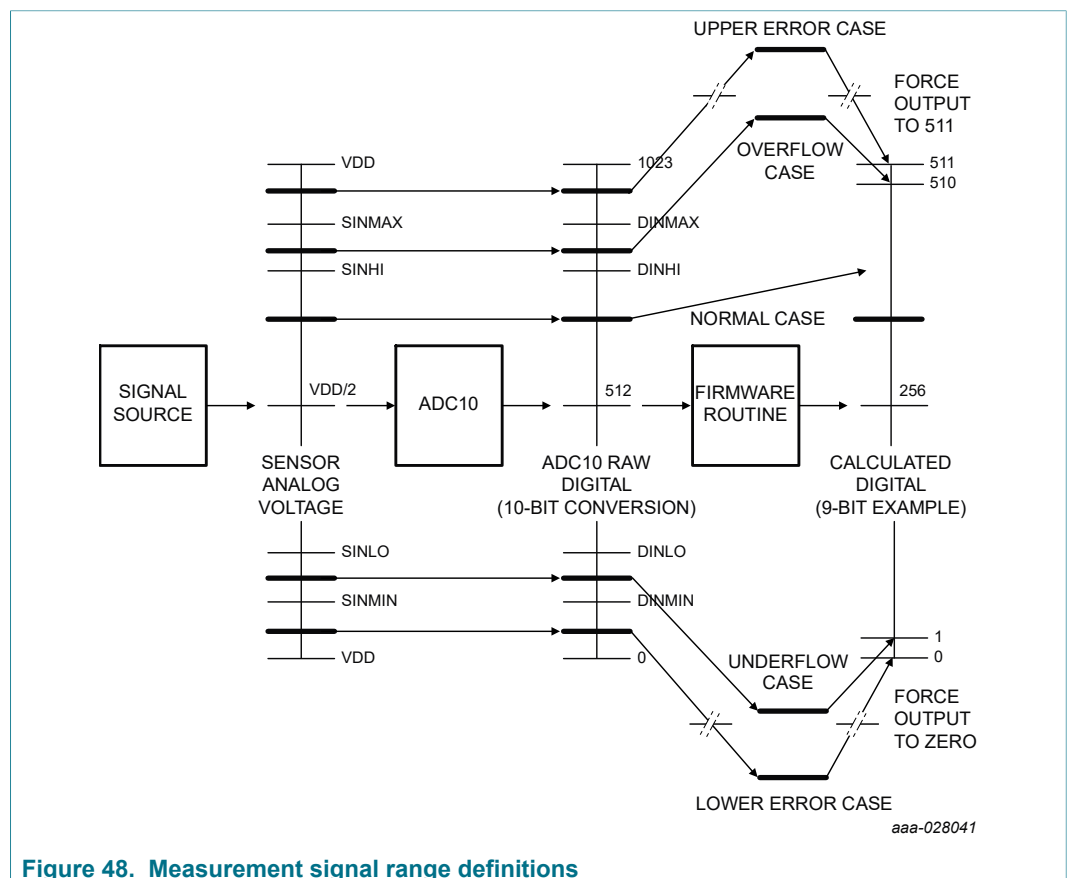 UPPER ERROR CASE
FORCE
OUTPUT
TO 511
OVERFLOW
CASE
VDD
1023
511
510
SINMAX
DINMAX
SINHI
DINHI
NORMAL CASE
SIGNAL
SOURCE
VDD/2
ADC10
512
FIRMWARE
ROUTINE
256
SENSOR
ANALOG
VOLTAGE
ADC10 RAW
DIGITAL
(10-BIT CONVERSION)
CALCULATED
DIGITAL
(9-BIT EXAMPLE)
SINLO
DINLO
SINMIN
DINMIN
VDD
0
1
0
UNDERFLOW
CASE
FORCE
OUTPUT
TO ZERO
LOWER ERROR CASE
aaa-028041
Figure 48. Measurement signal range definitions